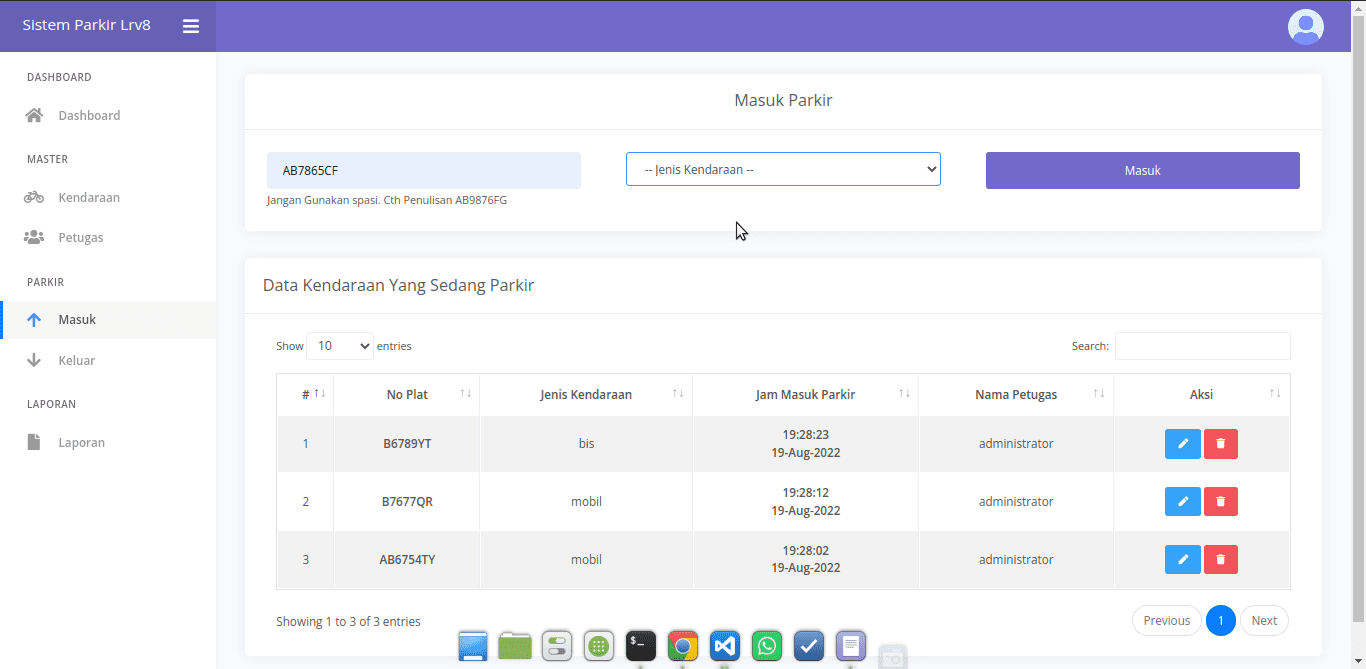 Sistem Parkir Lrv8
DASHBOARD
Dashboard
MASTER
Kendaraan
Petugas
PARKIR
Masuk
Keluar
LAPORAN
Laporan
Masuk Parkir
AB7865CF
-- Jenis Kendaraan --
Masuk
Jangan Gunakan spasi. Cth Penulisan AB9876FG
Data Kendaraan Yang Sedang Parkir
Show 10 entries
Search:
# No Plat Jenis Kendaraan Jam Masuk Parkir Nama Petugas Aksi
1 B6789YT bis 19:28:23 administrator
19-Aug-2022
2 B7677QR mobil 19:28:12 administrator
19-Aug-2022
3 AB6754TY mobil 19:28:02 administrator
19-Aug-2022
Showing 1 to 3 of 3 entries
Previous 1 Next